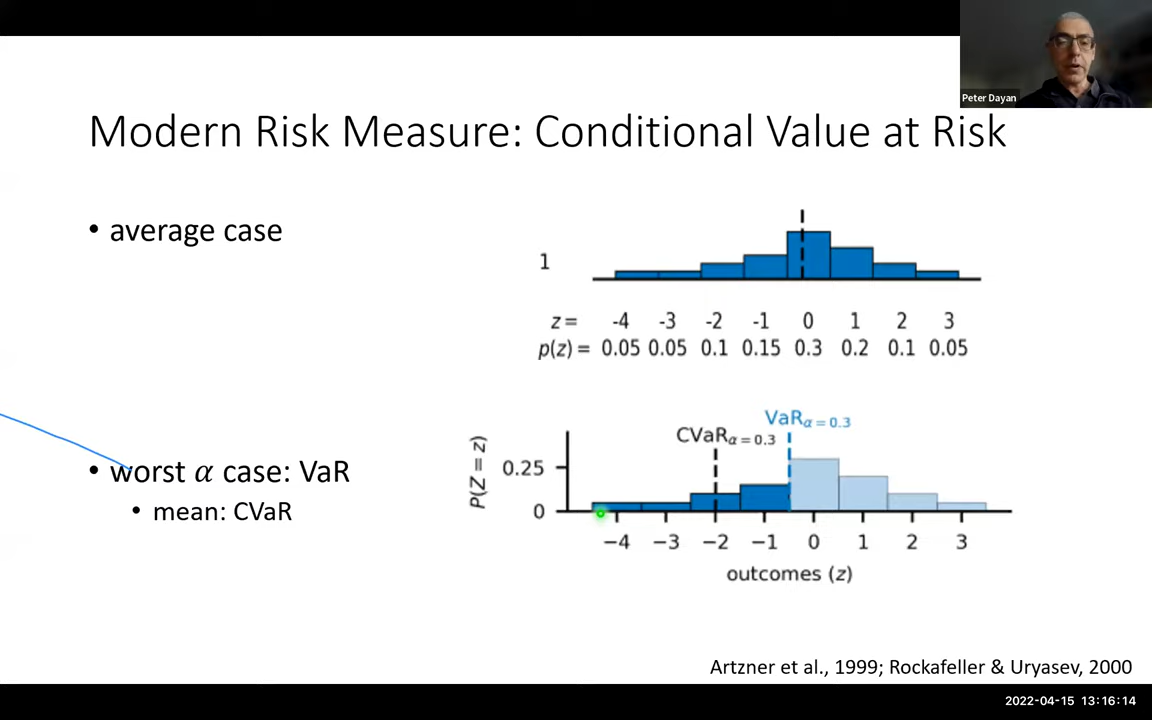 Peter Dayan
Modern Risk Measure: Conditional Value at Risk
• average case
1
z = -4 -3 -2 -1 0 1 2 3
p(z) = 0.05 0.05 0.1 0.15 0.3 0.2 0.1 0.05
• worst α case: VaR
• mean: CVaR
VaRα=0.3
CVaRα=0.3
P(Z = z)
0.25
0
−4 −3 −2 −1 0 1 2 3
outcomes (z)
Artzner et al., 1999; Rockafeller & Uryasev, 2000
2022-04-15 13:16:14